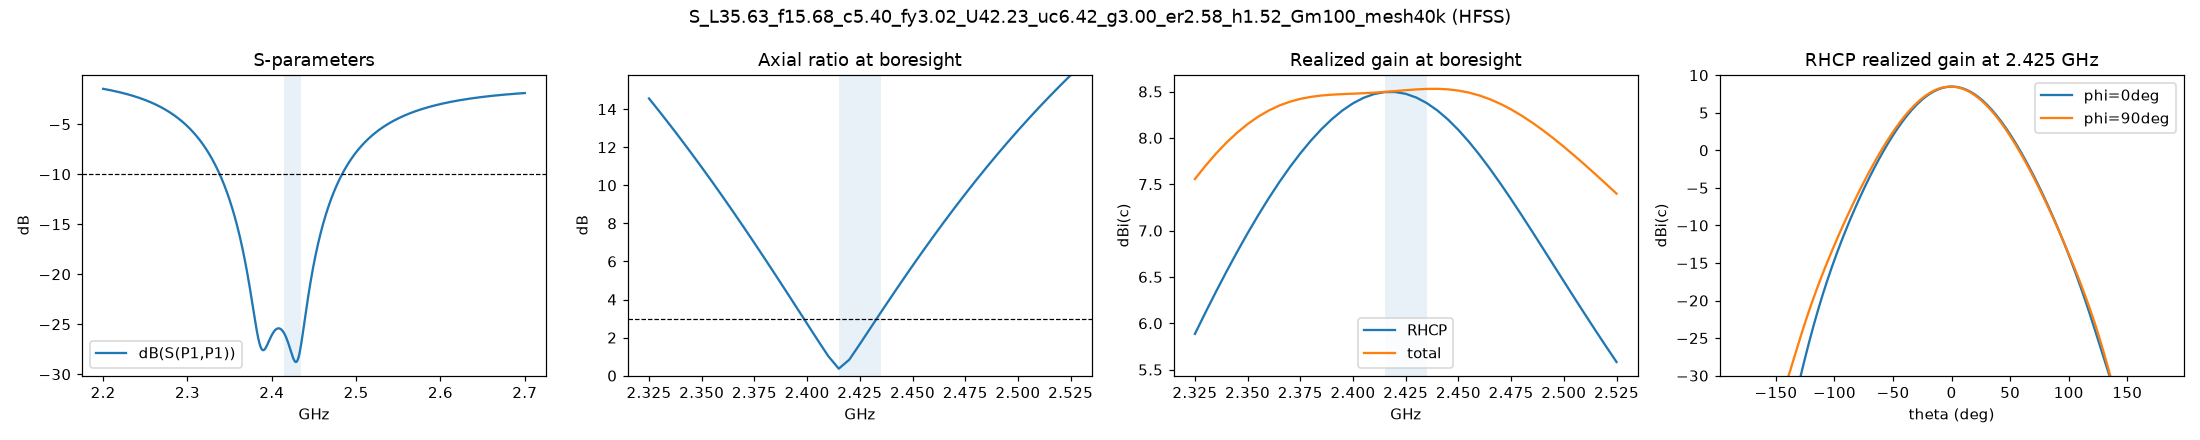 S_L35.63_f15.68_c5.40_fy3.02_U42.23_uc6.42_g3.00_er2.58_h1.52_Gm100_mesh40k (HFSS)
S-parameters
dB
−5
−10
−15
−20
−25
−30
dB(S(P1,P1))
2.2 2.3 2.4 2.5 2.6 2.7
GHz
Axial ratio at boresight
dB
14
12
10
8
6
4
2
0
2.325 2.350 2.375 2.400 2.425 2.450 2.475 2.500 2.525
GHz
Realized gain at boresight
dBi(c)
8.5
8.0
7.5
7.0
6.5
6.0
5.5
RHCP
total
2.325 2.350 2.375 2.400 2.425 2.450 2.475 2.500 2.525
GHz
RHCP realized gain at 2.425 GHz
dBi(c)
10
5
0
−5
−10
−15
−20
−25
−30
phi=0deg
phi=90deg
−150 −100 −50 0 50 100 150
theta (deg)